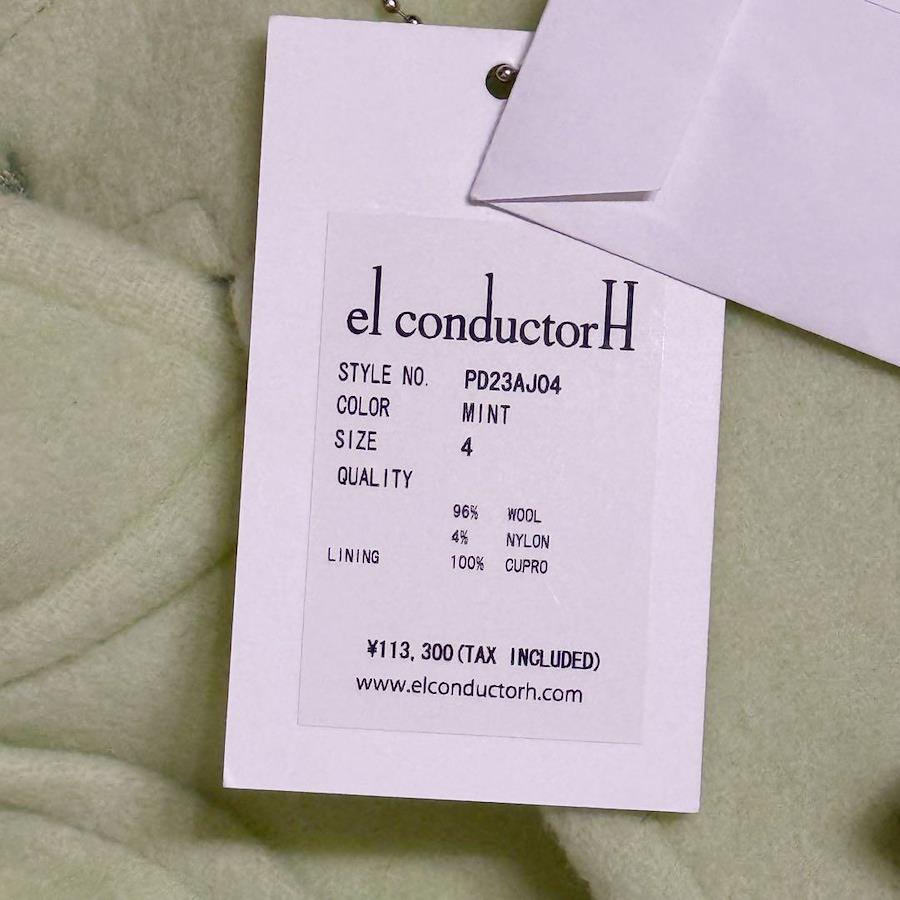 el conductorH
STYLE NO. PD23AJ04
COLOR MINT
SIZE 4
QUALITY
96% WOOL
4% NYLON
LINING 100% CUPRO
¥113,300(TAX INCLUDED)
www.elconductorh.com